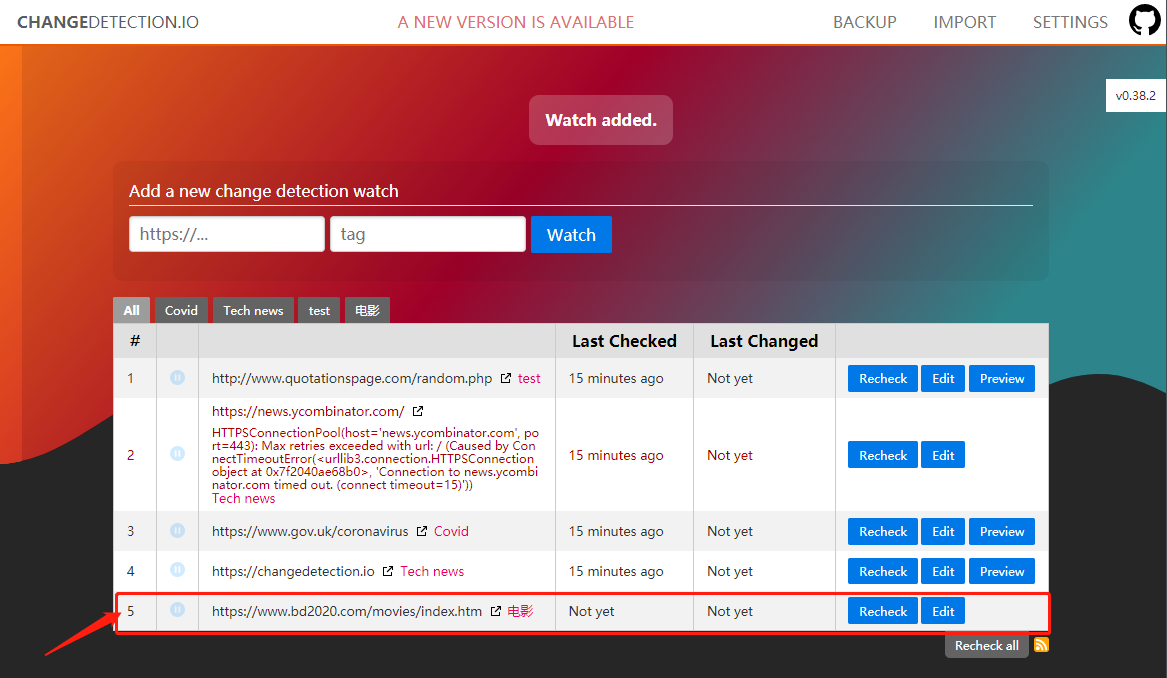 CHANGEDETECTION.IO A NEW VERSION IS AVAILABLE BACKUP IMPORT SETTINGS
v0.38.2
Watch added.
Add a new change detection watch
https://... tag Watch
All Covid Tech news test 电影
# Last Checked Last Changed
1 http://www.quotationspage.com/random.php test 15 minutes ago Not yet Recheck Edit Preview
https://news.ycombinator.com/
HTTPSConnectionPool(host='news.ycombinator.com', po
rt=443): Max retries exceeded with url: / (Caused by Con
nectTimeoutError(<urllib3.connection.HTTPSConnection
2 15 minutes ago Not yet Recheck Edit
object at 0x7f2040ae68b0>, 'Connection to news.ycombi
nator.com timed out. (connect timeout=15)'))
Tech news
3 https://www.gov.uk/coronavirus Covid 15 minutes ago Not yet Recheck Edit Preview
4 https://changedetection.io Tech news 15 minutes ago Not yet Recheck Edit Preview
5 https://www.bd2020.com/movies/index.htm 电影 Not yet Not yet Recheck Edit
Recheck all